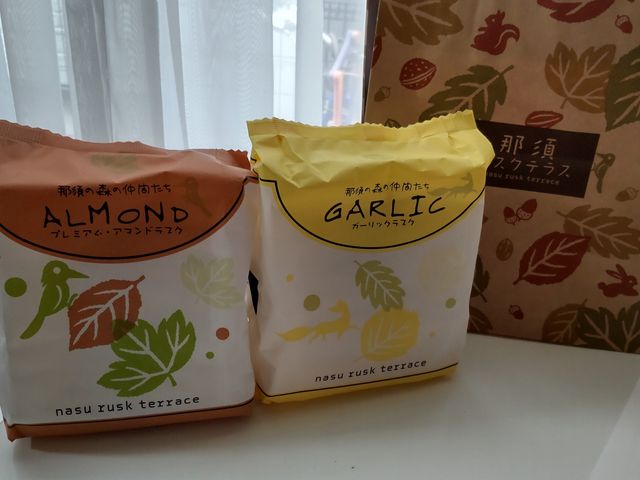 那須の森の仲間たち
ALMOND
プレミアム・アマンドラスク
nasu rusk terrace
那須の森の仲間たち
GARLIC
ガーリックラスク
nasu rusk terrace
那須
スクテラス
nasu rusk terrace